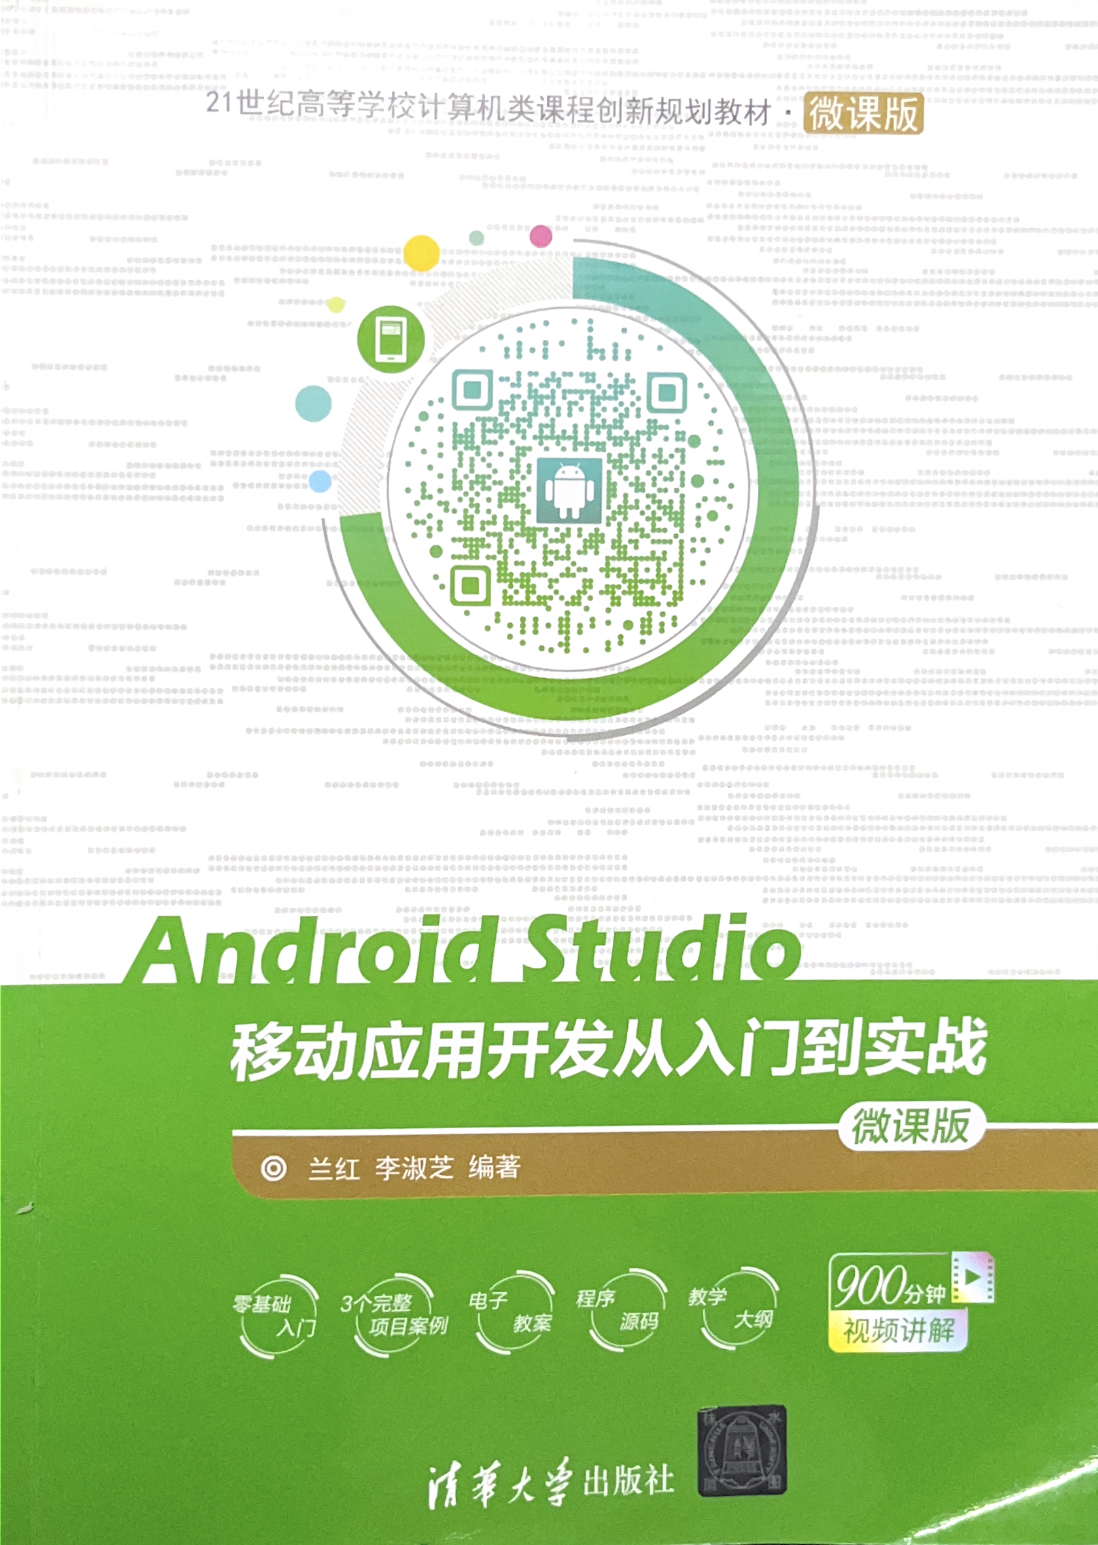 21世纪高等学校计算机类课程创新规划教材·微课版
Android Studio
移动应用开发从入门到实战
微课版
兰红 李淑芝 编著
零基础
入门
3个完整
项目案例
电子
教案
程序
源码
教学
大纲
900分钟
视频讲解
清华大学出版社